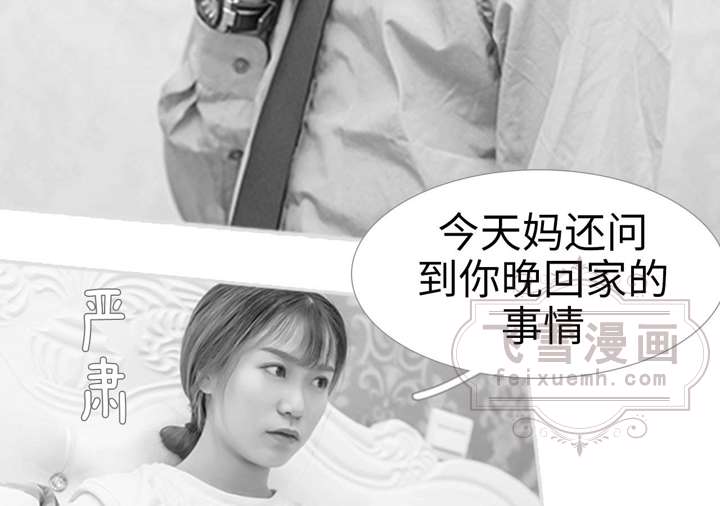 今天妈还问
到你晚回家的
事情
飞雪漫画
feixuemh.com
严肃